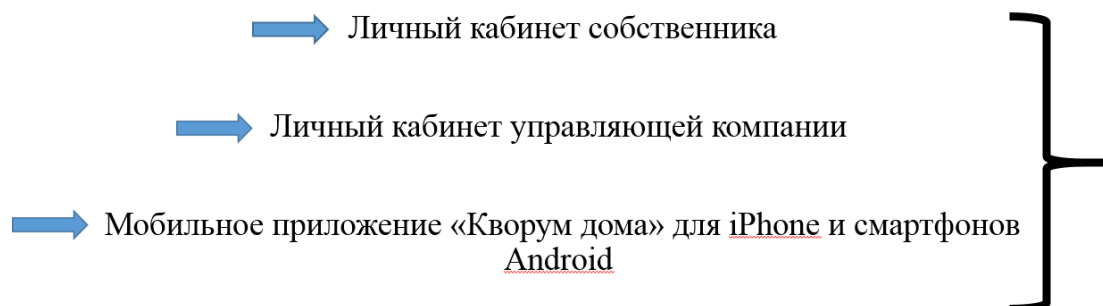 Личный кабинет собственника
Личный кабинет управляющей компании
Мобильное приложение «Кворум дома» для iPhone и смартфонов
Android